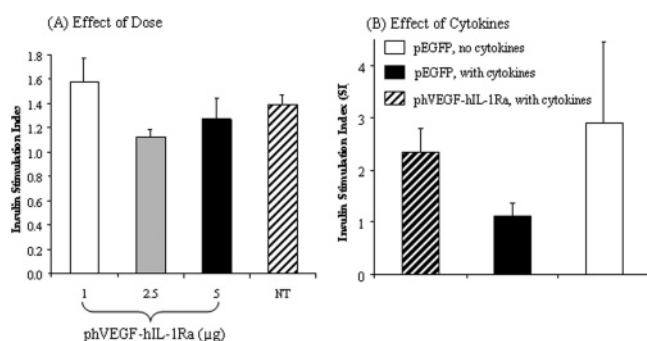 (A) Effect of Dose
Insulin Stimulation Index
1.8
1.6
1.4
1.2
1.0
0.8
0.6
0.4
0.2
0.0
1
2.5
5
NT
phVEGF-hIL-1Ra (µg)
(B) Effect of Cytokines
Insulin Stimulation Index (SI)
4
3
2
1
0
pEGFP, no cytokines
pEGFP, with cytokines
phVEGF-hIL-1Ra, with cytokines